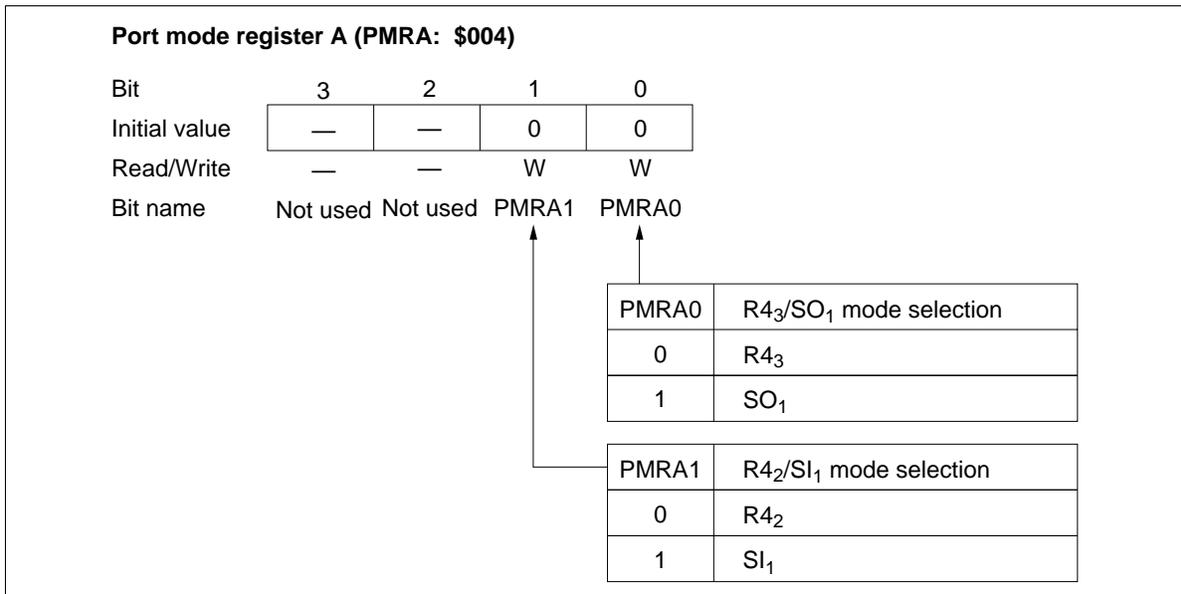 Port mode register A (PMRA: $004)
Bit 3 2 1 0
Initial value — — 0 0
Read/Write — — W W
Bit name Not used Not used PMRA1 PMRA0
PMRA0 R4₃/SO₁ mode selection
0 R4₃
1 SO₁
PMRA1 R4₂/SI₁ mode selection
0 R4₂
1 SI₁